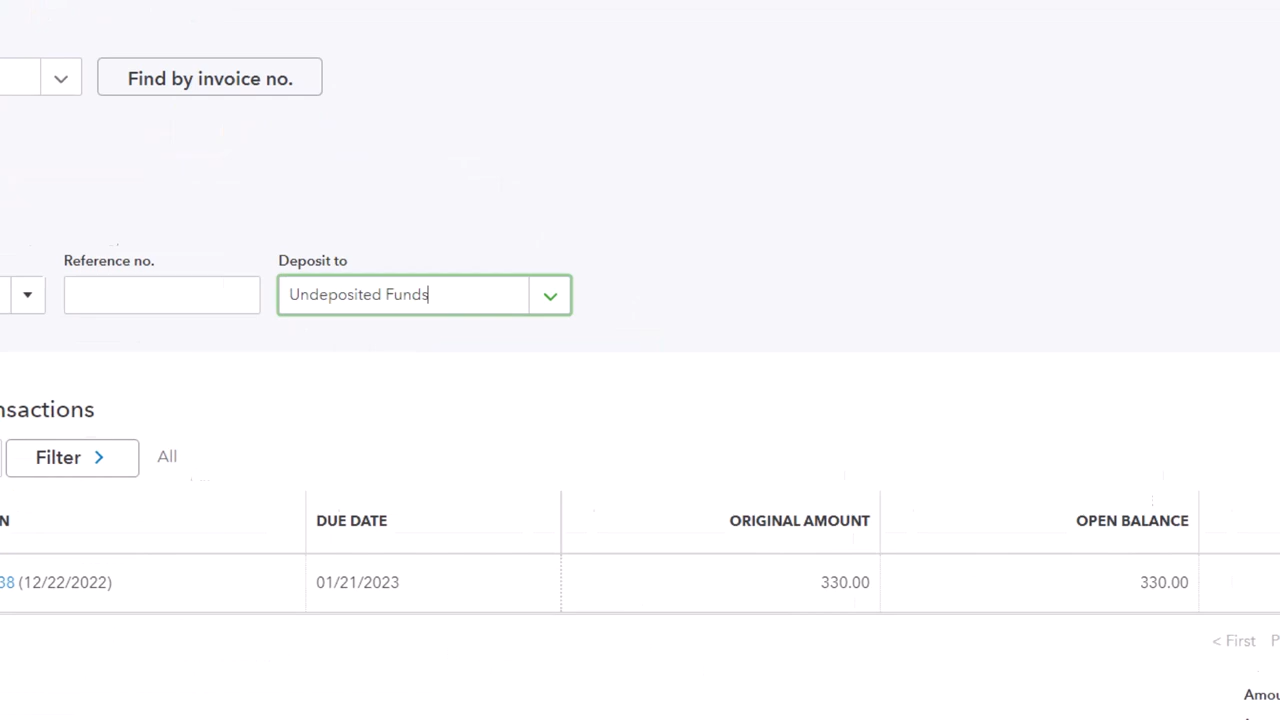 Find by invoice no.
Reference no.
Deposit to
Undeposited Funds
nsactions
Filter > All
N DUE DATE ORIGINAL AMOUNT OPEN BALANCE
38 (12/22/2022) 01/21/2023 330.00 330.00
< First P
Amou